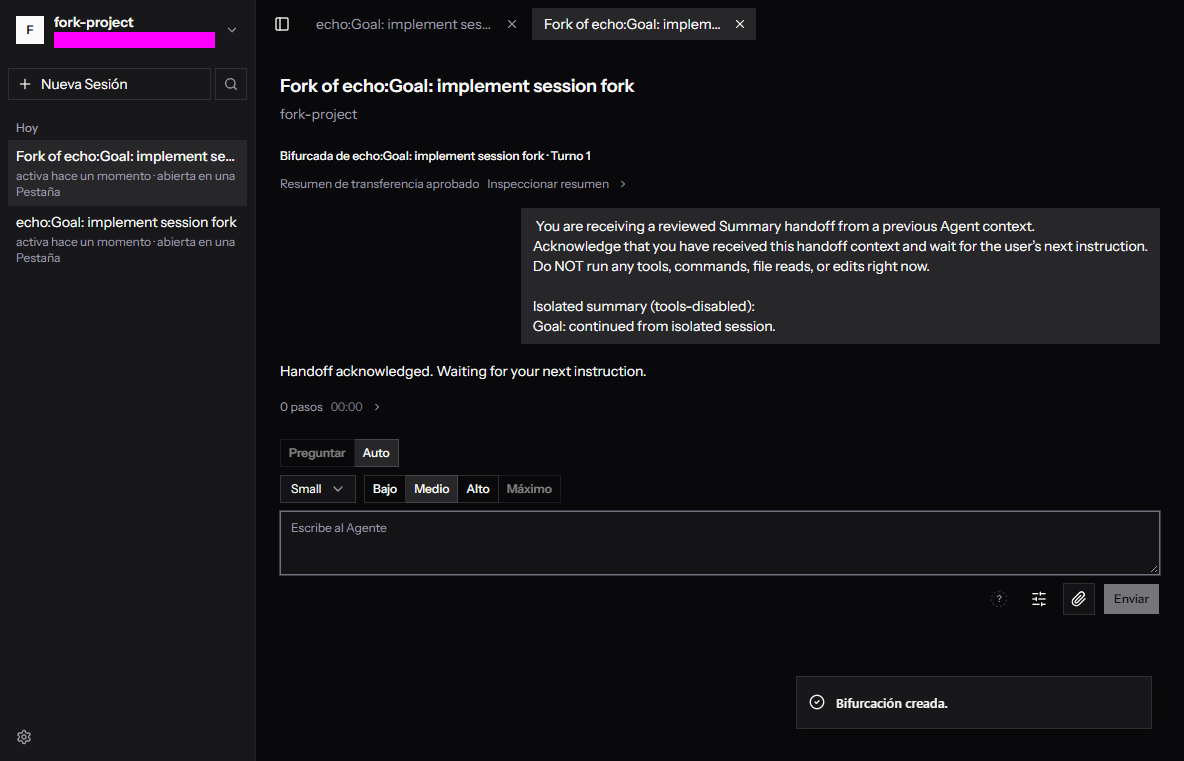 F
fork-project
Nueva Sesión
Hoy
Fork of echo:Goal: implement se...
activa hace un momento · abierta en una
Pestaña
echo:Goal: implement session fork
activa hace un momento · abierta en una
Pestaña
echo:Goal: implement ses...
Fork of echo:Goal: implem...
Fork of echo:Goal: implement session fork
fork-project
Bifurcada de echo:Goal: implement session fork · Turno 1
Resumen de transferencia aprobado Inspeccionar resumen
You are receiving a reviewed Summary handoff from a previous Agent context.
Acknowledge that you have received this handoff context and wait for the user's next instruction.
Do NOT run any tools, commands, file reads, or edits right now.
Isolated summary (tools-disabled):
Goal: continued from isolated session.
Handoff acknowledged. Waiting for your next instruction.
0 pasos 00:00
Preguntar Auto
Small Bajo Medio Alto Máximo
Escribe al Agente
? Enviar
Bifurcación creada.